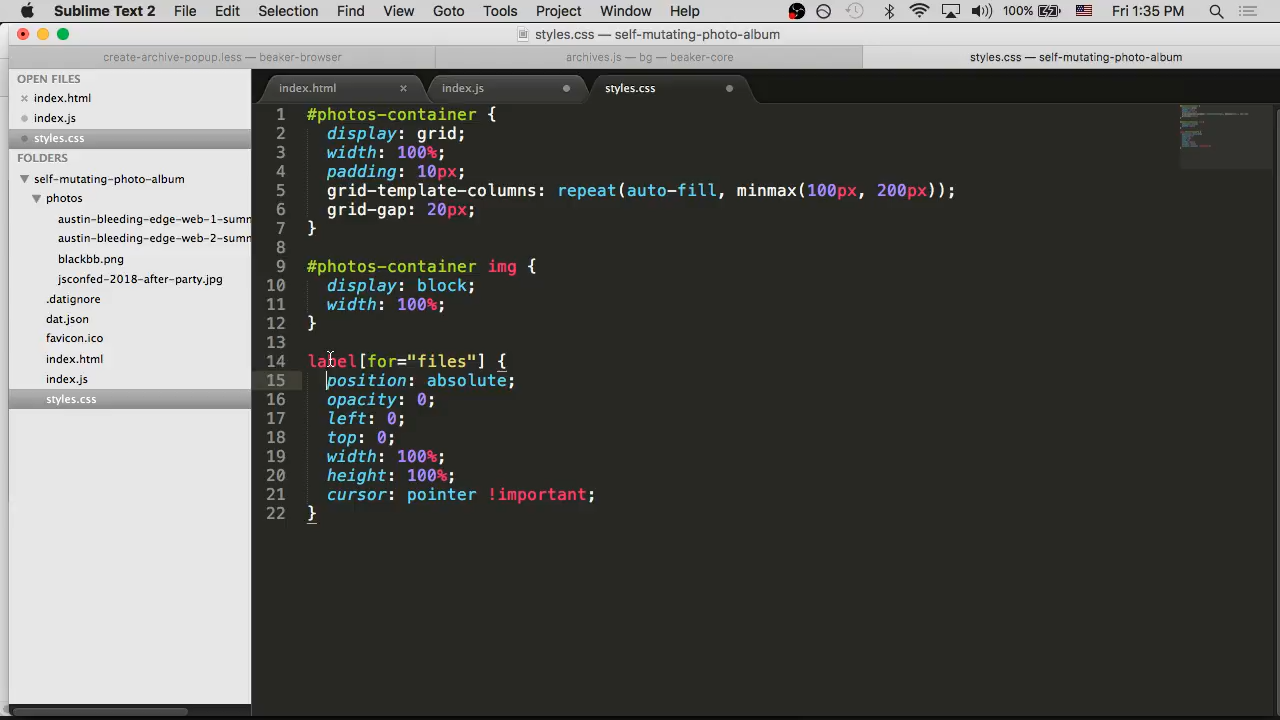 Sublime Text 2 File Edit Selection Find View Goto Tools Project Window Help 100% Fri 1:35 PM
styles.css — self-mutating-photo-album
create-archive-popup.less — beaker-browser archives.js — bg — beaker-core styles.css — self-mutating-photo-album
OPEN FILES
index.html
index.js
styles.css
FOLDERS
self-mutating-photo-album
photos
austin-bleeding-edge-web-1-summ
austin-bleeding-edge-web-2-summ
blackbb.png
jsconfed-2018-after-party.jpg
.datignore
dat.json
favicon.ico
index.html
index.js
styles.css
index.html index.js styles.css
1 #photos-container {
2 display: grid;
3 width: 100%;
4 padding: 10px;
5 grid-template-columns: repeat(auto-fill, minmax(100px, 200px));
6 grid-gap: 20px;
7 }
8
9 #photos-container img {
10 display: block;
11 width: 100%;
12 }
13
14 label[for="files"] {
15 position: absolute;
16 opacity: 0;
17 left: 0;
18 top: 0;
19 width: 100%;
20 height: 100%;
21 cursor: pointer !important;
22 }